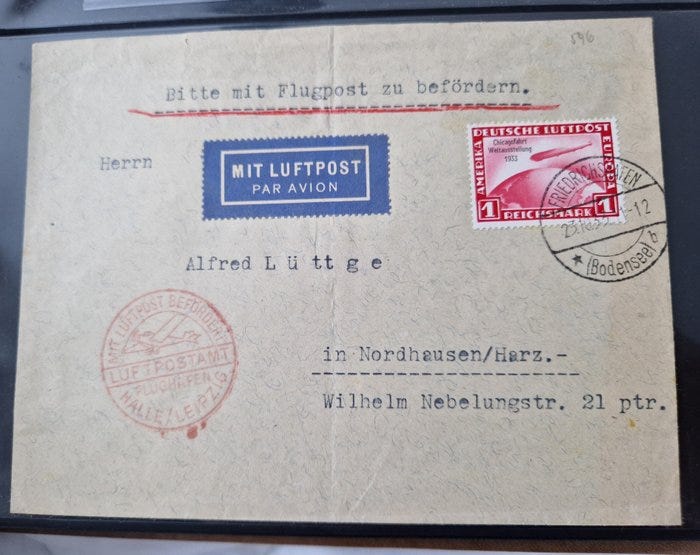 596
Bitte mit Flugpost zu befördern.
Herrn
MIT LUFTPOST
PAR AVION
DEUTSCHE LUFTPOST
AMERIKA
EUROPA
Chicagofahrt
Weltausstellung
1933
1 REICHSMARK 1
FRIEDRICHSHAFEN
(Bodensee) b
Alfred Lüttge
MIT LUFTPOST BEFÖRDERT
LUFTPOSTAMT
FLUGHAFEN
HALLE/LEIPZIG
in Nordhausen/Harz.-
Wilhelm Nebelungstr. 21 ptr.